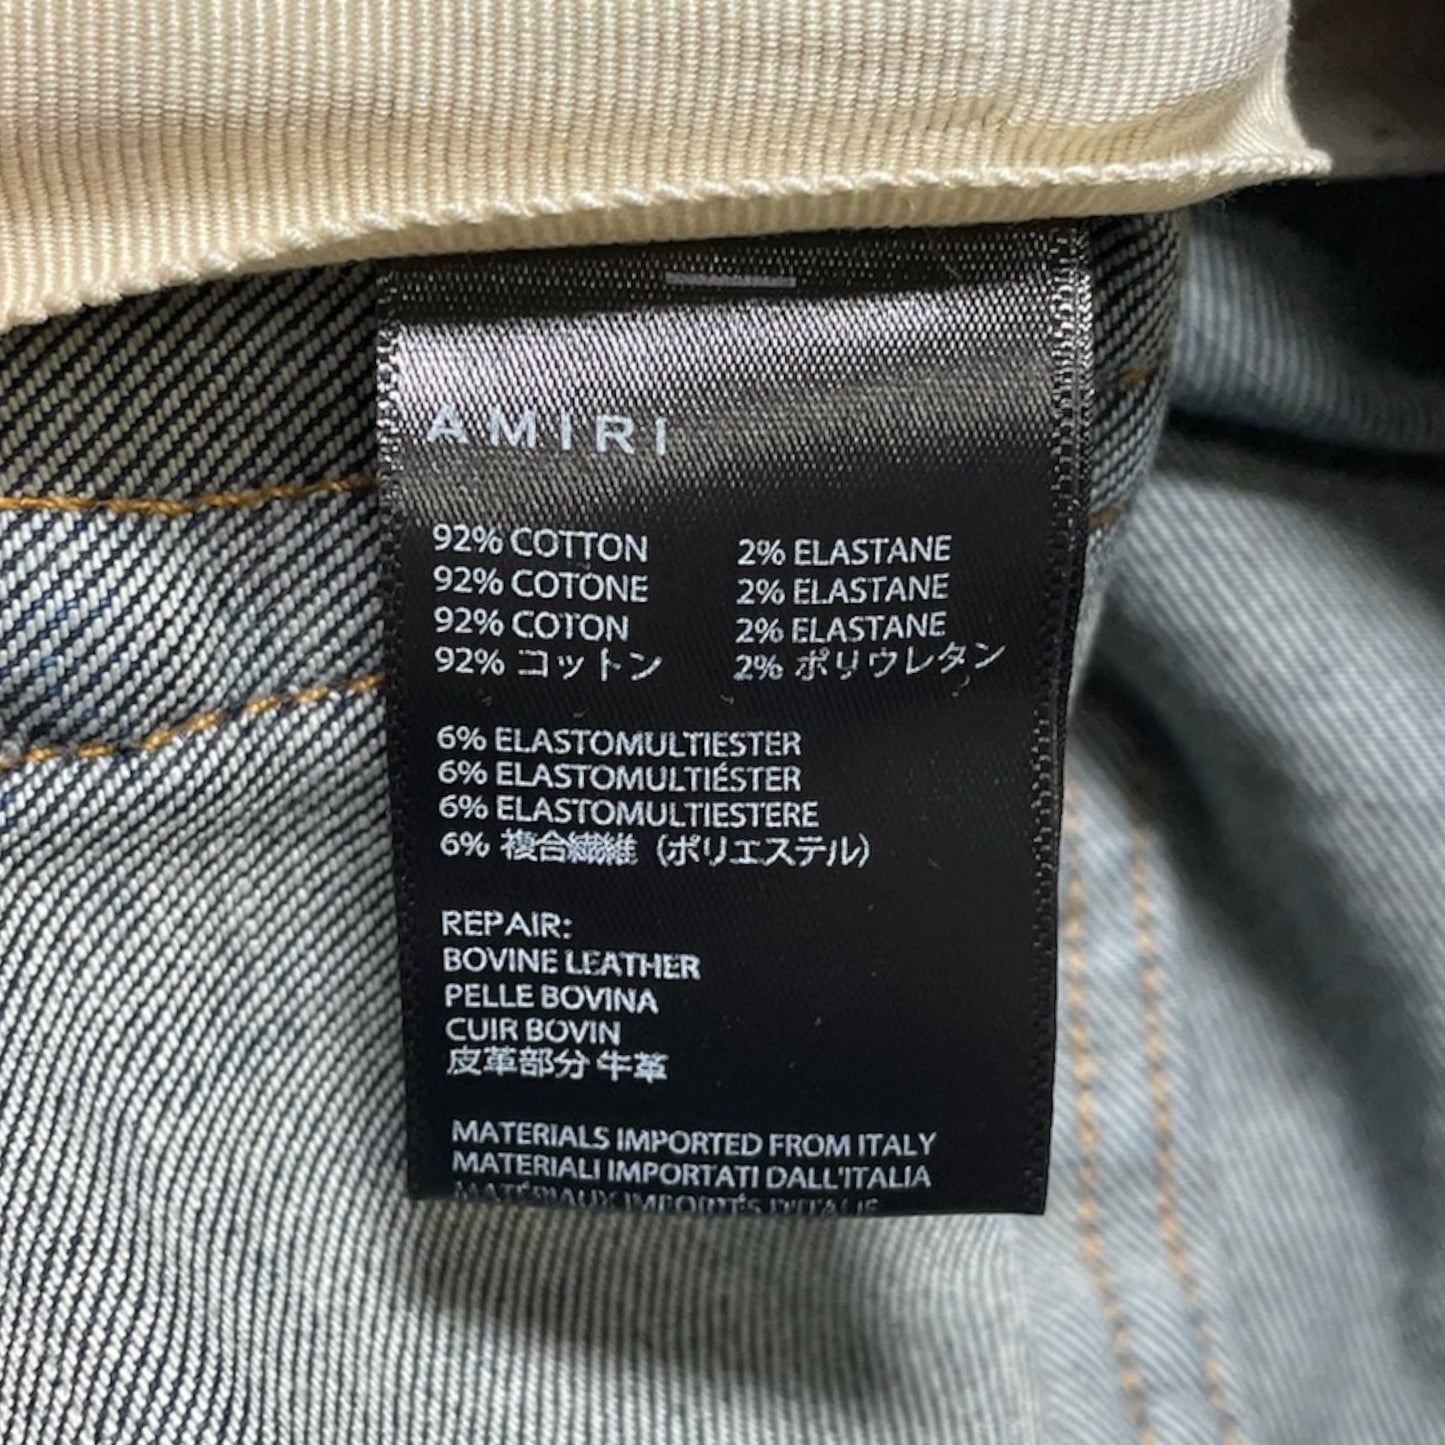 AMIRI
92% COTTON 2% ELASTANE
92% COTONE 2% ELASTANE
92% COTON 2% ELASTANE
92% コットン 2% ポリウレタン
6% ELASTOMULTIESTER
6% ELASTOMULTIÉSTER
6% ELASTOMULTIESTERE
6% 複合繊維（ポリエステル）
REPAIR:
BOVINE LEATHER
PELLE BOVINA
CUIR BOVIN
皮革部分 牛革
MATERIALS IMPORTED FROM ITALY
MATERIALI IMPORTATI DALL'ITALIA
MATÉRIAUX IMPORTÉS D'ITALIE